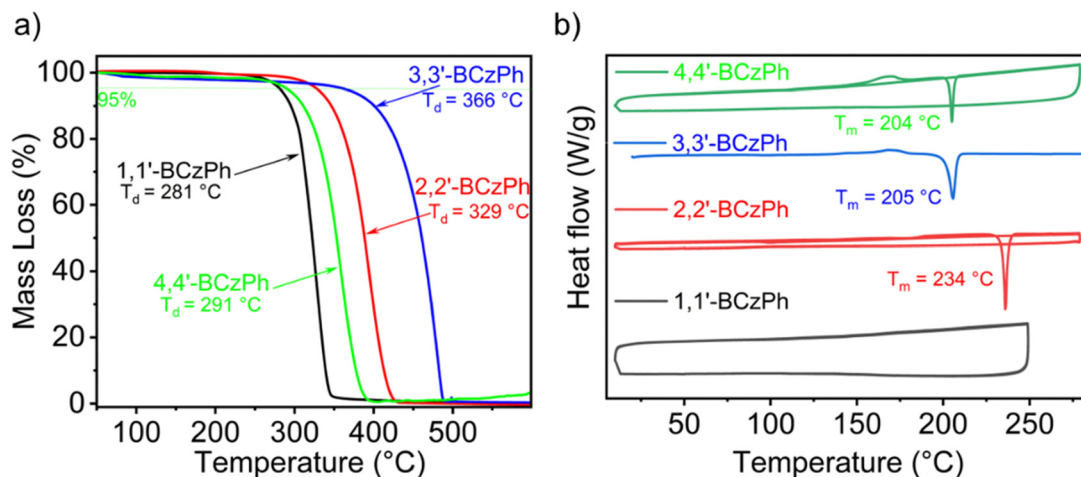 a)
Mass Loss (%)
100
80
60
40
20
0
95%
3,3'-BCzPh
Td = 366 °C
1,1'-BCzPh
Td = 281 °C
2,2'-BCzPh
Td = 329 °C
4,4'-BCzPh
Td = 291 °C
100 200 300 400 500
Temperature (°C)
b)
Heat flow (W/g)
4,4'-BCzPh
Tm = 204 °C
3,3'-BCzPh
Tm = 205 °C
2,2'-BCzPh
Tm = 234 °C
1,1'-BCzPh
50 100 150 200 250
Temperature (°C)